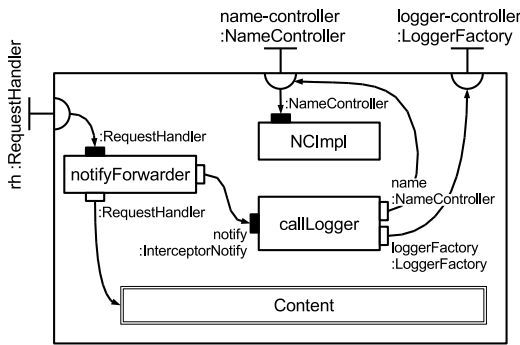 name-controller
:NameController
logger-controller
:LoggerFactory
rh :RequestHandler
:RequestHandler
:NameController
NCImpl
notifyForwarder
:RequestHandler
name
:NameController
notify
:InterceptorNotify
callLogger
loggerFactory
:LoggerFactory
Content